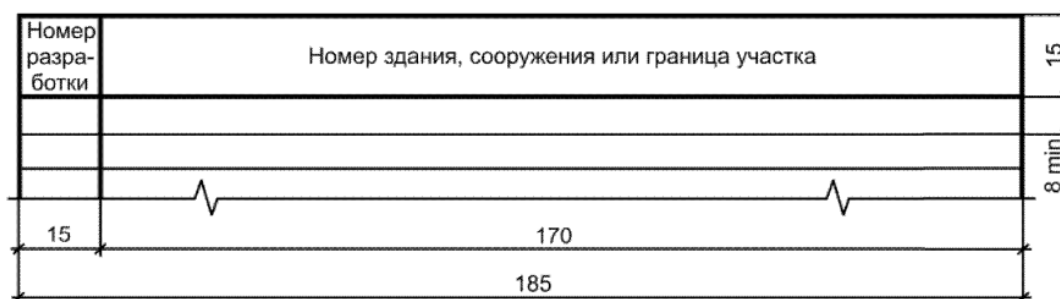 Номер
разра-
ботки
Номер здания, сооружения или граница участка
15
8 min
15
170
185